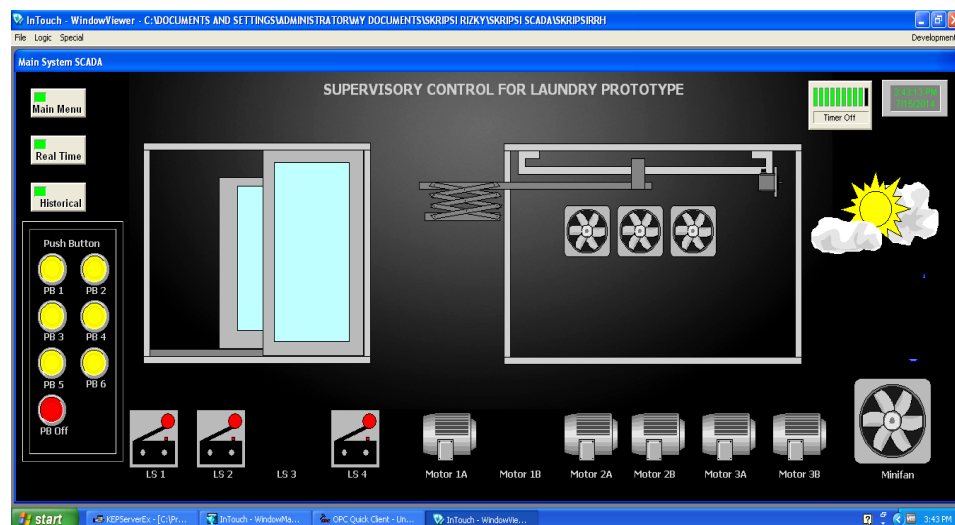 InTouch - WindowViewer - C:\DOCUMENTS AND SETTINGS\ADMINISTRATOR\MY DOCUMENTS\SKRIPSI RIZKY\SKRIPSI SCADA\SKRIPSIRRH
File Logic Special Development
Main System SCADA
SUPERVISORY CONTROL FOR LAUNDRY PROTOTYPE
Main Menu
Timer Off
Real Time
Historical
Push Button
PB 1 PB 2
PB 3 PB 4
PB 5 PB 6
PB Off
LS 1 LS 2 LS 3 LS 4 Motor 1A Motor 1B Motor 2A Motor 2B Motor 3A Motor 3B Minifan
start KEPServerEx - [C:\Pr... InTouch - WindowMa... OPC Quick Client - Un... InTouch - WindowVie... 3:43 PM